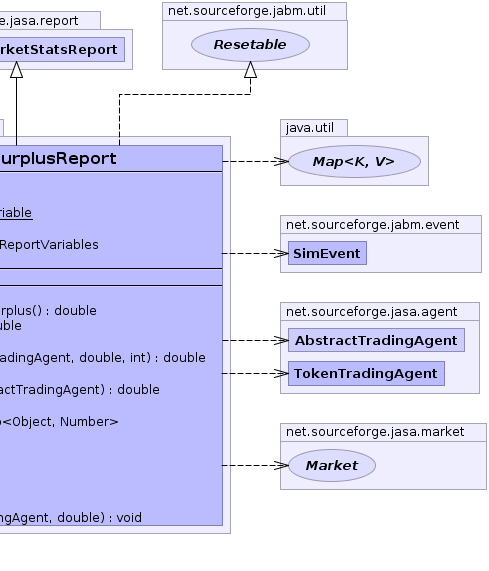 net.sourceforge.jabm.util
e.jasa.report
Resetable
rketStatsReport
java.util
urplusReport
Map<K, V>
riable
net.sourceforge.jabm.event
ReportVariables
SimEvent
rplus() : double
net.sourceforge.jasa.agent
uble
AbstractTradingAgent
adingAgent, double, int) : double
TokenTradingAgent
actTradingAgent) : double
<Object, Number>
net.sourceforge.jasa.market
Market
ngAgent, double) : void